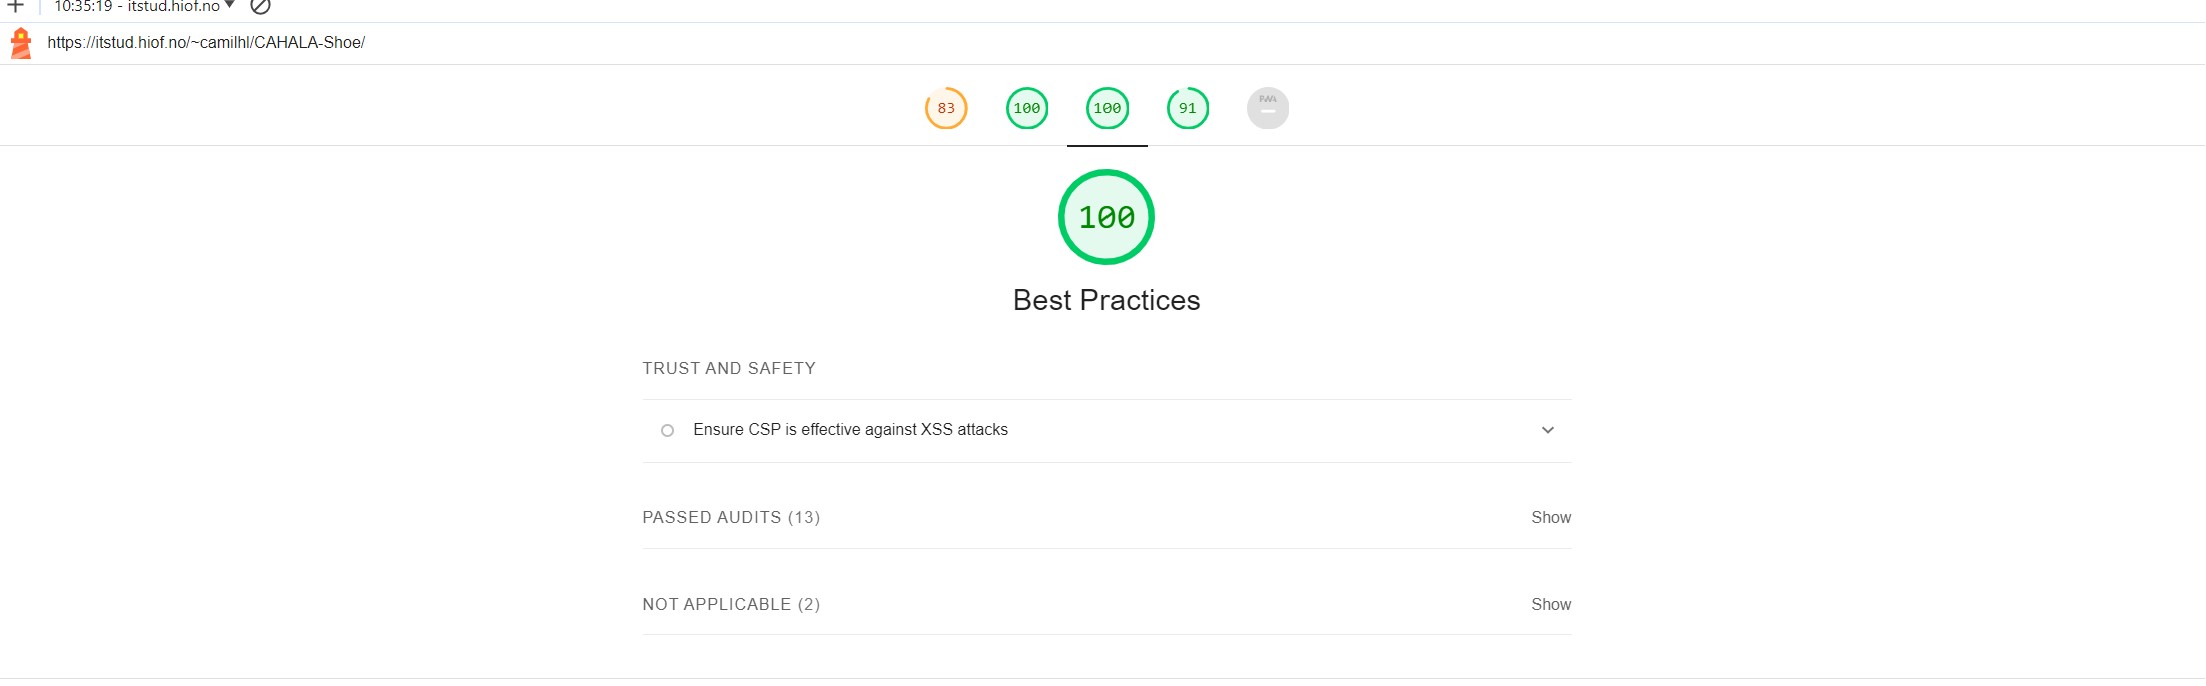 10:35:19 - itstud.hiof.no
https://itstud.hiof.no/~camilhl/CAHALA-Shoe/
83 100 100 91 PWA
100
Best Practices
TRUST AND SAFETY
Ensure CSP is effective against XSS attacks
PASSED AUDITS (13) Show
NOT APPLICABLE (2) Show